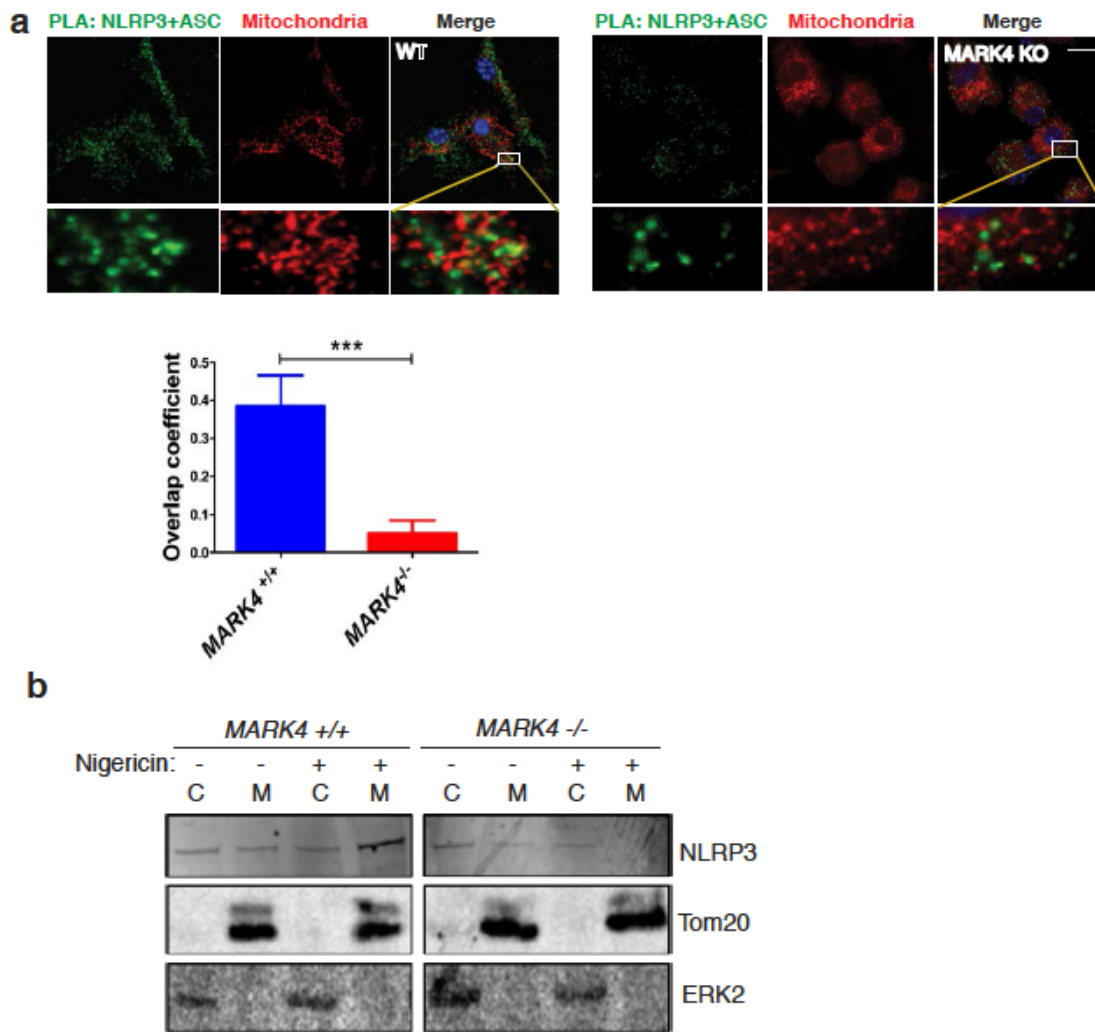 a
PLA: NLRP3+ASC Mitochondria Merge
WT
PLA: NLRP3+ASC Mitochondria Merge
MARK4 KO
***
Overlap coefficient
0.5
0.4
0.3
0.2
0.1
0.0
MARK4 +/+
MARK4-/-
b
MARK4 +/+ MARK4 -/-
Nigericin: - - + + - - + +
C M C M C M C M
NLRP3
Tom20
ERK2